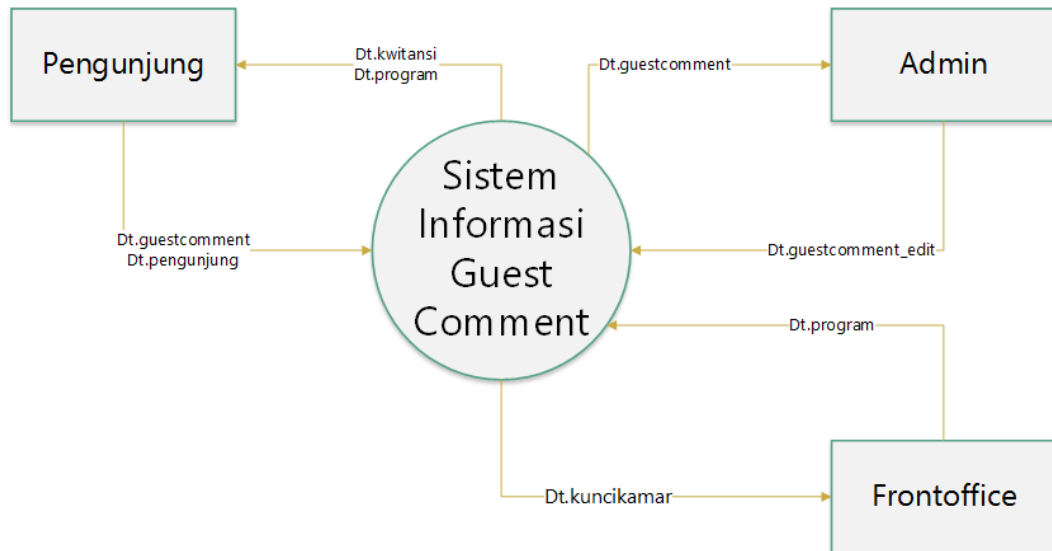 Pengunjung
Dt.kwitansi
Dt.program
Dt.guestcomment
Admin
Sistem
Informasi
Guest
Comment
Dt.guestcomment
Dt.pengunjung
Dt.guestcomment_edit
Dt.program
Dt.kuncikamar
Frontoffice